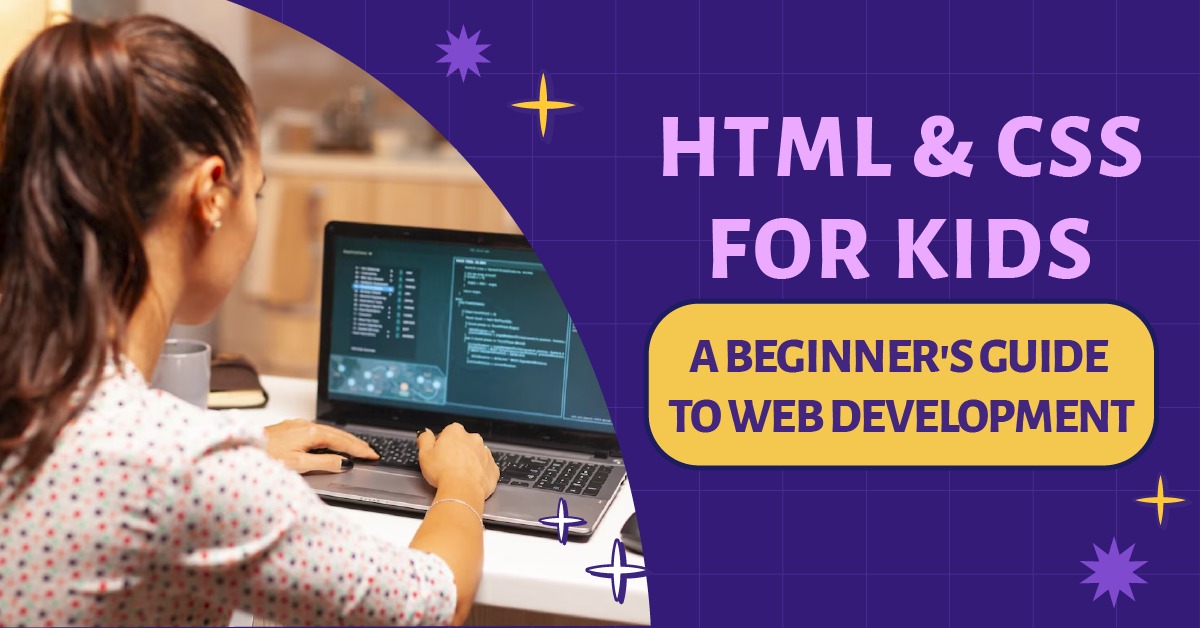 HTML & CSS
FOR KIDS
A BEGINNER'S GUIDE
TO WEB DEVELOPMENT